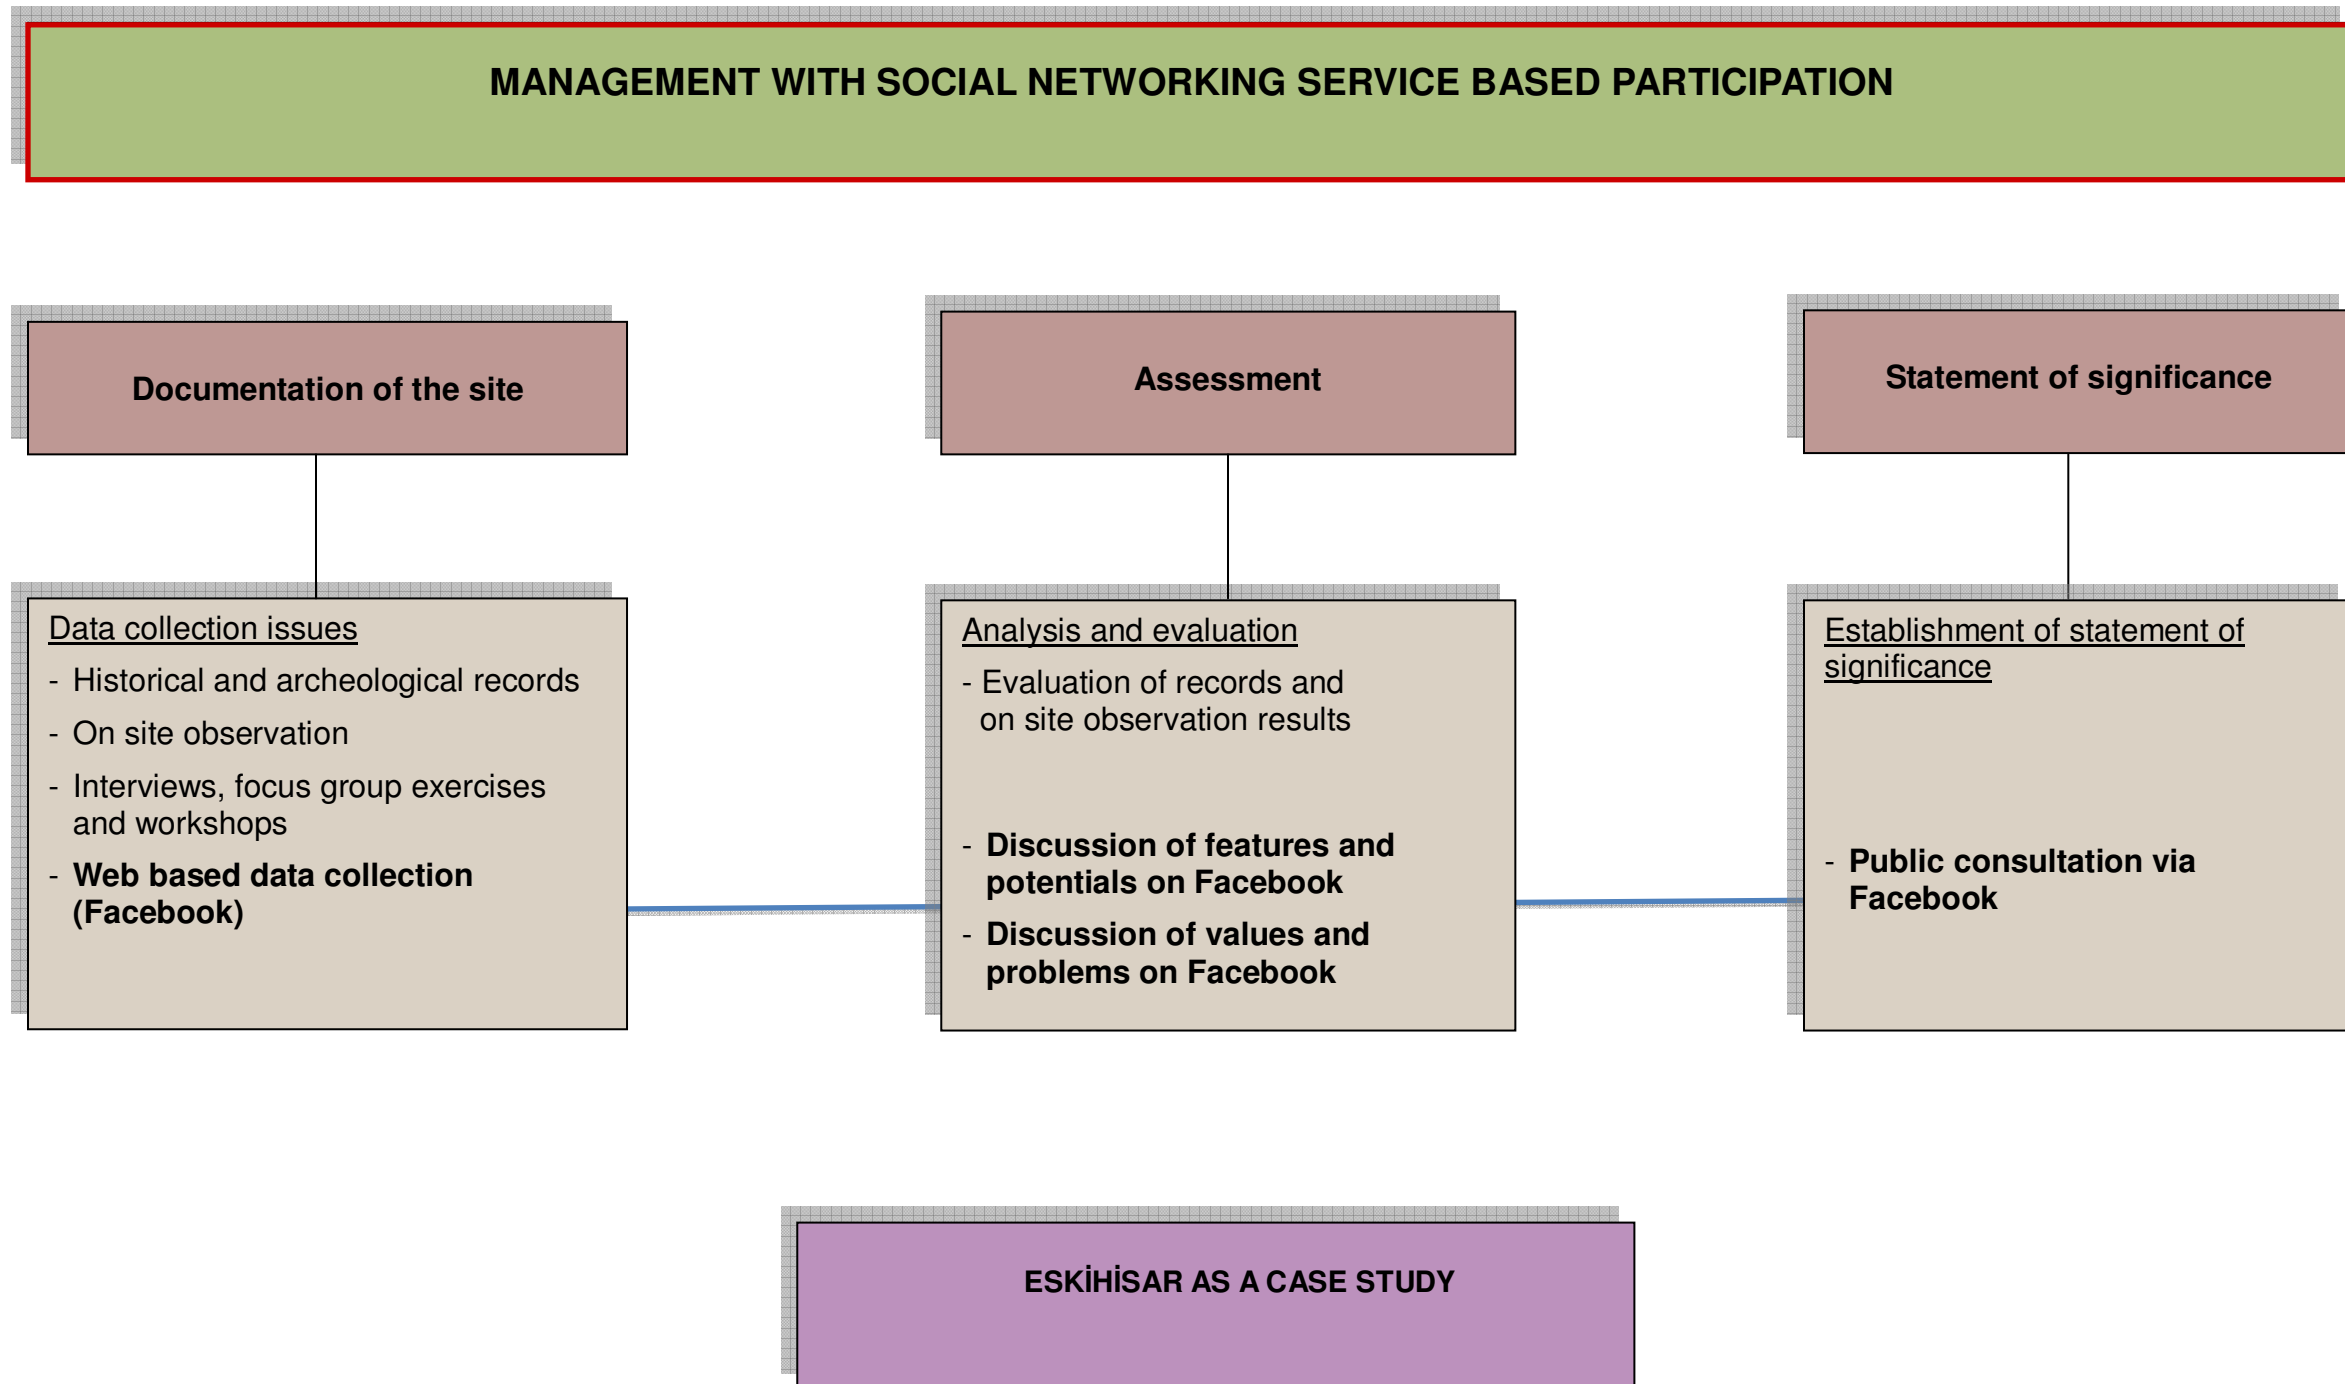 MANAGEMENT WITH SOCIAL NETWORKING SERVICE BASED PARTICIPATION
Documentation of the site
Assessment
Statement of significance
Data collection issues
- Historical and archeological records
- On site observation
- Interviews, focus group exercises
and workshops
- Web based data collection
(Facebook)
Analysis and evaluation
- Evaluation of records and
on site observation results
- Discussion of features and
potentials on Facebook
- Discussion of values and
problems on Facebook
Establishment of statement of
significance
- Public consultation via
Facebook
ESKİHİSAR AS A CASE STUDY